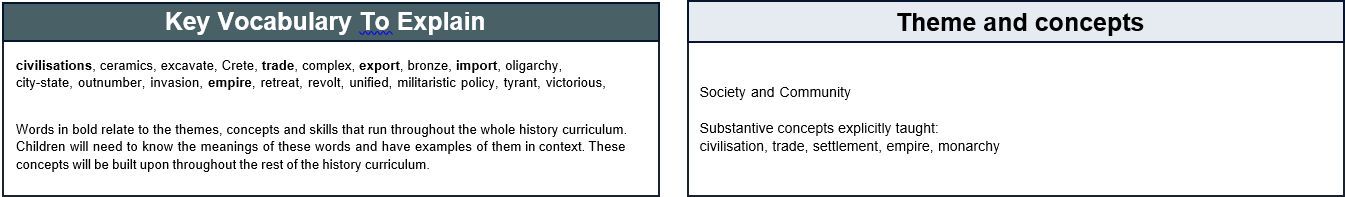 Key Vocabulary To Explain
civilisations, ceramics, excavate, Crete, trade, complex, export, bronze, import, oligarchy,
city-state, outnumber, invasion, empire, retreat, revolt, unified, militaristic policy, tyrant, victorious,
Words in bold relate to the themes, concepts and skills that run throughout the whole history curriculum.
Children will need to know the meanings of these words and have examples of them in context. These
concepts will be built upon throughout the rest of the history curriculum.
Theme and concepts
Society and Community
Substantive concepts explicitly taught:
civilisation, trade, settlement, empire, monarchy